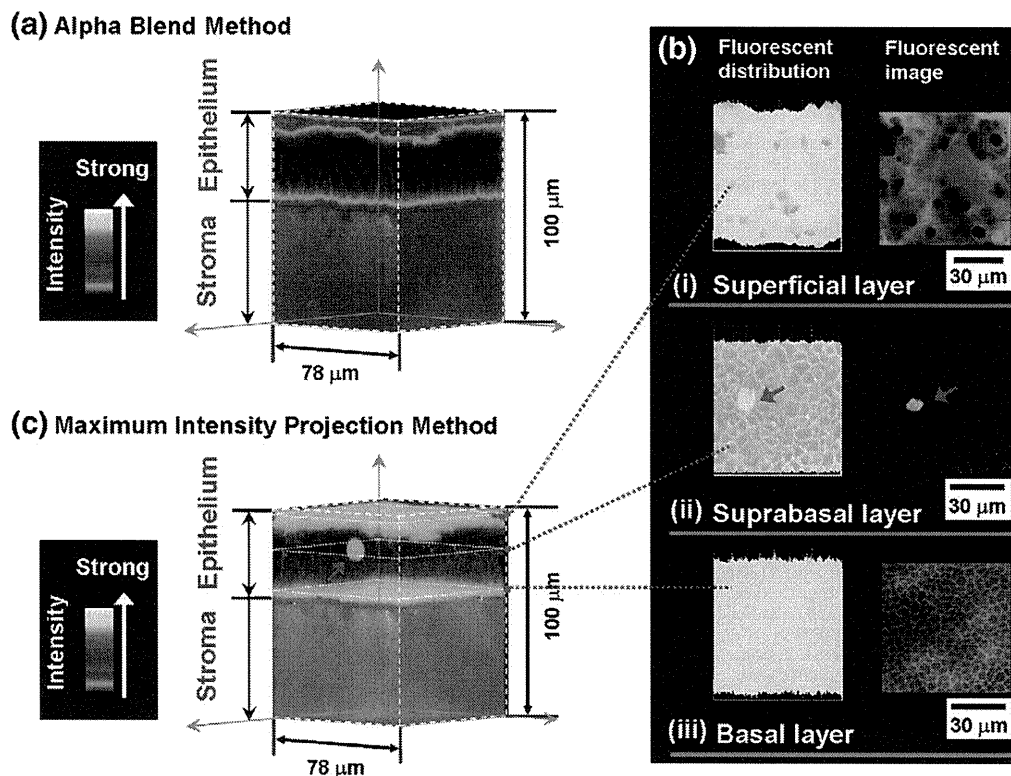 (a) Alpha Blend Method
Strong
Intensity
Epithelium
Stroma
100 μm
78 μm
(c) Maximum Intensity Projection Method
Strong
Intensity
Epithelium
Stroma
100 μm
78 μm
(b)
Fluorescent
distribution
Fluorescent
image
30 μm
(i) Superficial layer
30 μm
(ii) Suprabasal layer
30 μm
(iii) Basal layer